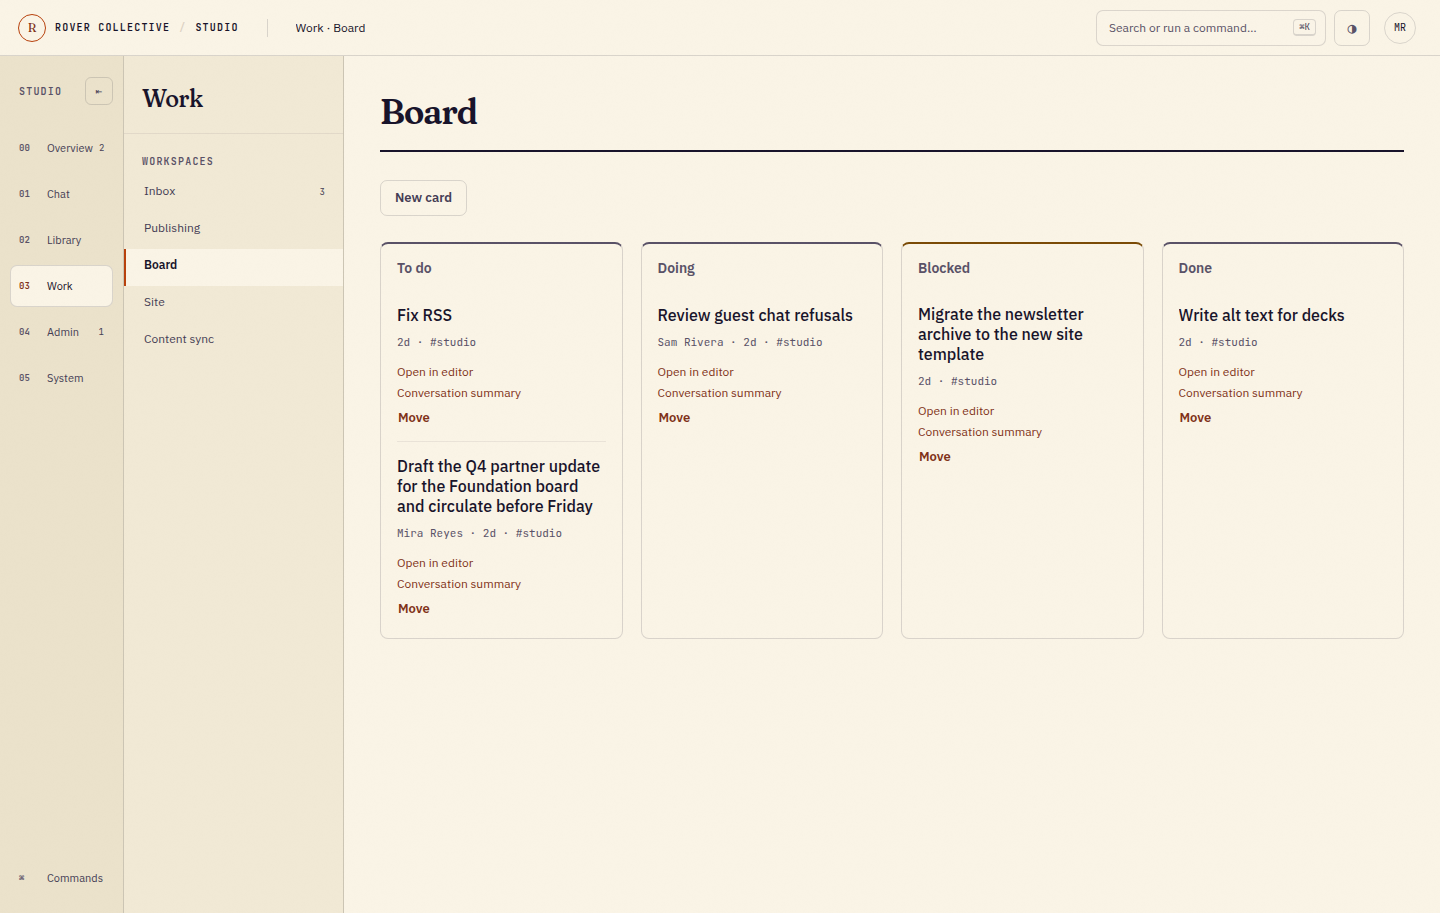 R ROVER COLLECTIVE / STUDIO Work · Board Search or run a command... ⌘K ◑ MR
STUDIO ⇤
00 Overview 2
01 Chat
02 Library
03 Work
04 Admin 1
05 System
⌘ Commands
Work
WORKSPACES
Inbox 3
Publishing
Board
Site
Content sync
Board
New card
To do
Fix RSS
2d · #studio
Open in editor
Conversation summary
Move
Draft the Q4 partner update
for the Foundation board
and circulate before Friday
Mira Reyes · 2d · #studio
Open in editor
Conversation summary
Move
Doing
Review guest chat refusals
Sam Rivera · 2d · #studio
Open in editor
Conversation summary
Move
Blocked
Migrate the newsletter
archive to the new site
template
2d · #studio
Open in editor
Conversation summary
Move
Done
Write alt text for decks
2d · #studio
Open in editor
Conversation summary
Move